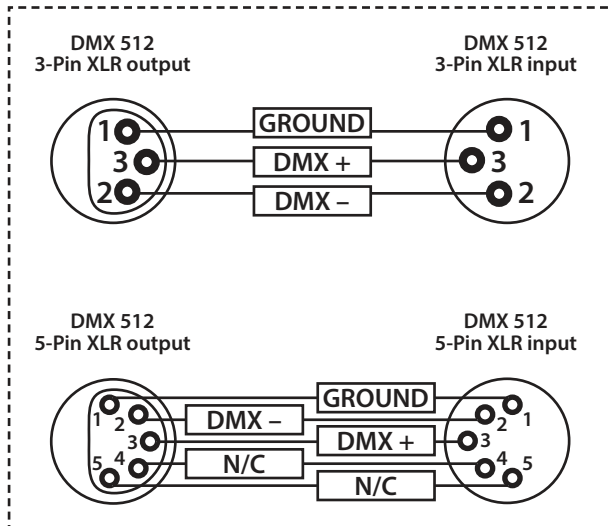 DMX 512
3-Pin XLR output
DMX 512
3-Pin XLR input
1 GROUND 1
3 DMX + 3
2 DMX – 2
DMX 512
5-Pin XLR output
DMX 512
5-Pin XLR input
1 GROUND 1
2 DMX – 2
3 DMX + 3
4 N/C 4
5 N/C 5